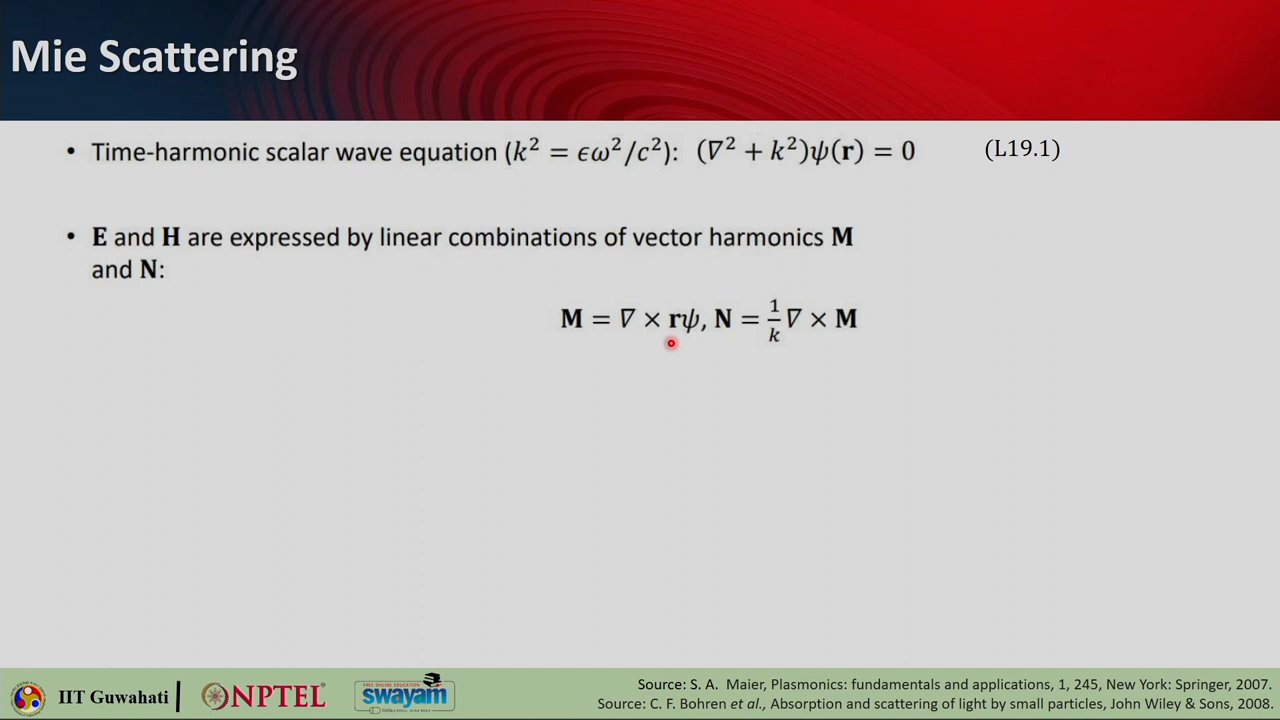 Mie Scattering
• Time-harmonic scalar wave equation (k² = ϵω²/c²): (∇² + k²)ψ(r) = 0 (L19.1)
• E and H are expressed by linear combinations of vector harmonics M
and N:
M = ∇ × rψ, N = 1/k ∇ × M
IIT Guwahati
NPTEL
FREE ONLINE EDUCATION
swayam
Source: S. A. Maier, Plasmonics: fundamentals and applications, 1, 245, New York: Springer, 2007.
Source: C. F. Bohren et al., Absorption and scattering of light by small particles, John Wiley & Sons, 2008.